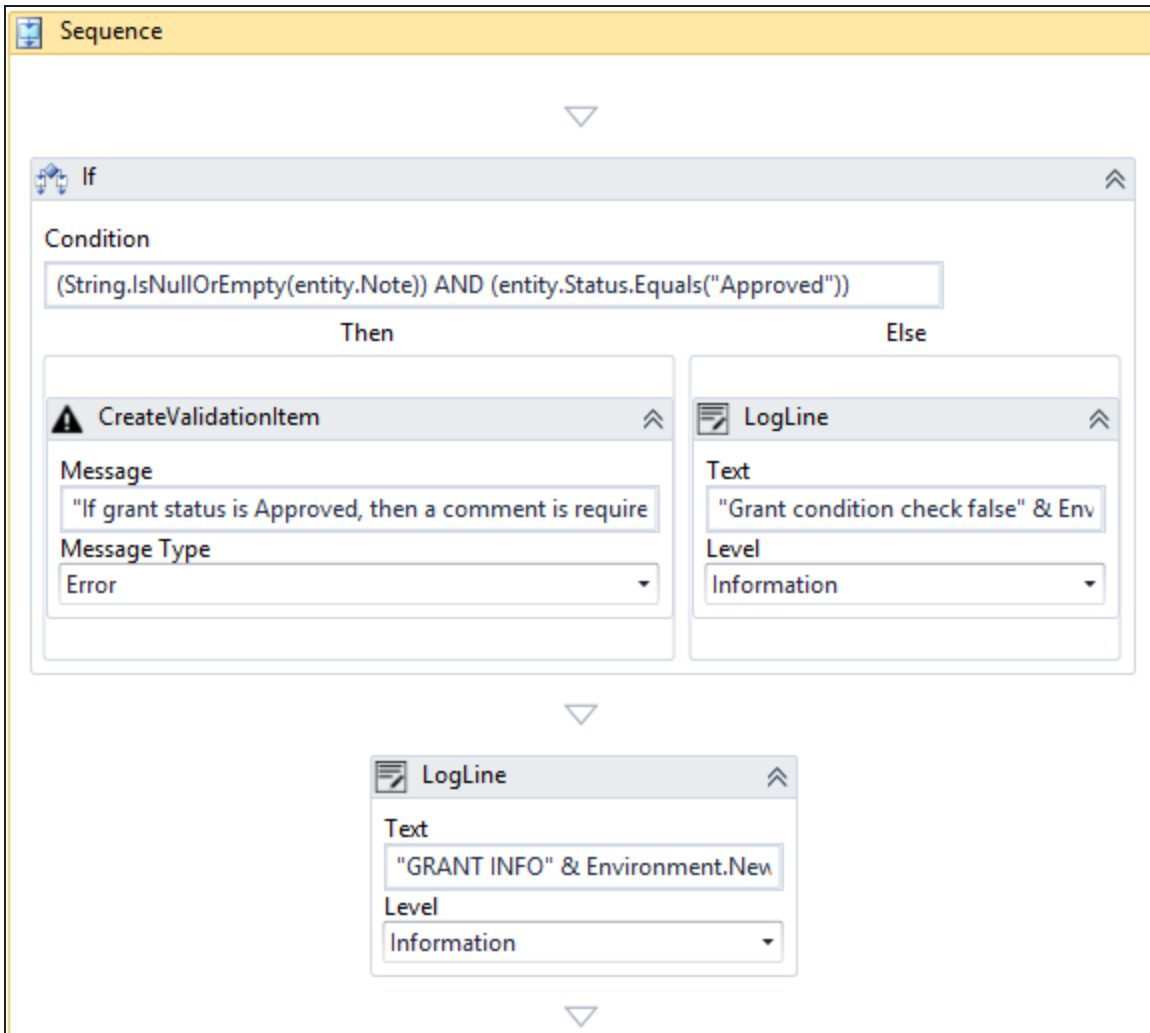 Sequence
If
Condition
(String.IsNullOrEmpty(entity.Note)) AND (entity.Status.Equals("Approved"))
Then
Else
CreateValidationItem
LogLine
Message
Text
"If grant status is Approved, then a comment is require
"Grant condition check false" & Env
Message Type
Level
Error
Information
LogLine
Text
"GRANT INFO" & Environment.New
Level
Information